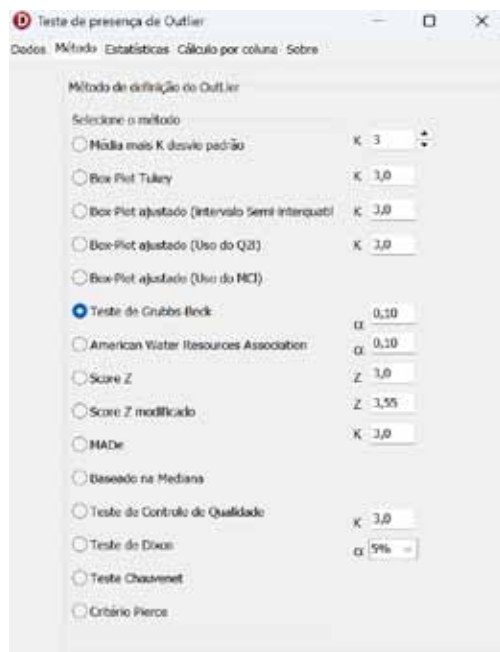 Teste de presença de Outlier
Dados Método Estatísticas Cálculo por coluna Sobre
Método de definição do OutLier
Selecione o método
Média mais K desvio padrão K 3
Box Plot Tukey K 3,0
Box Plot ajustado (Intervalo Semi-Interquatil K 3,0
Box-Plot ajustado (Uso do Q2) K 3,0
Box-Plot ajustado (Uso do MCI)
Teste de Grubbs-Beck α 0,10
American Water Resources Association α 0,10
Score Z Z 3,0
Score Z modificado Z 3,55
MADe K 3,0
Baseado na Mediana
Teste de Controle de Qualidade K 3,0
Teste de Dixon α 5%
Teste Chauvenet
Critério Pierce